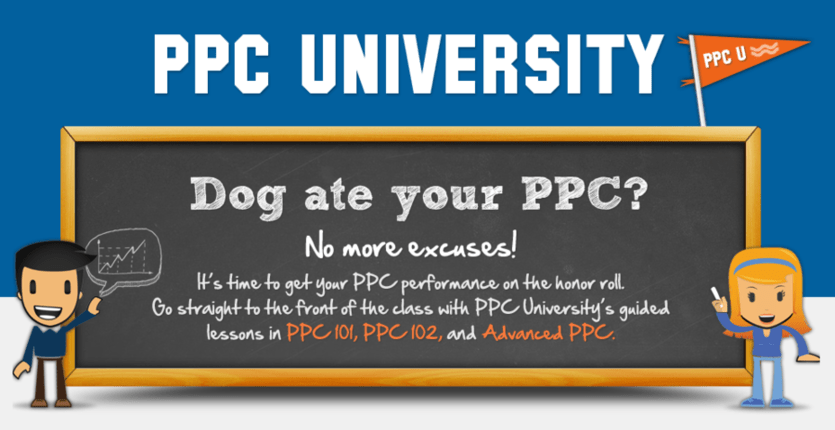 PPC UNIVERSITY
PPC U
Dog ate your PPC?
No more excuses!
It's time to get your PPC performance on the honor roll.
Go straight to the front of the class with PPC University's guided
lessons in PPC 101, PPC 102, and Advanced PPC.